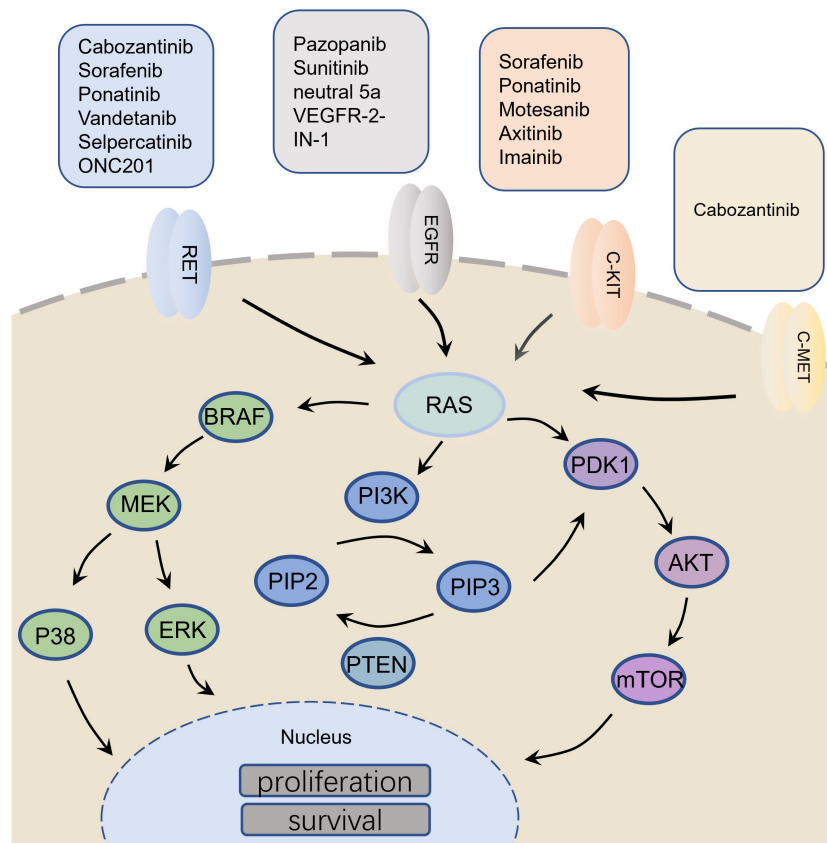 Cabozantinib
Sorafenib
Ponatinib
Vandetanib
Selpercatinib
ONC201
Pazopanib
Sunitinib
neutral 5a
VEGFR-2-
IN-1
Sorafenib
Ponatinib
Motesanib
Axitinib
Imainib
Cabozantinib
RET
EGFR
C-KIT
C-MET
RAS
BRAF
PDK1
PI3K
MEK
AKT
PIP2
PIP3
P38
ERK
PTEN
mTOR
Nucleus
proliferation
survival